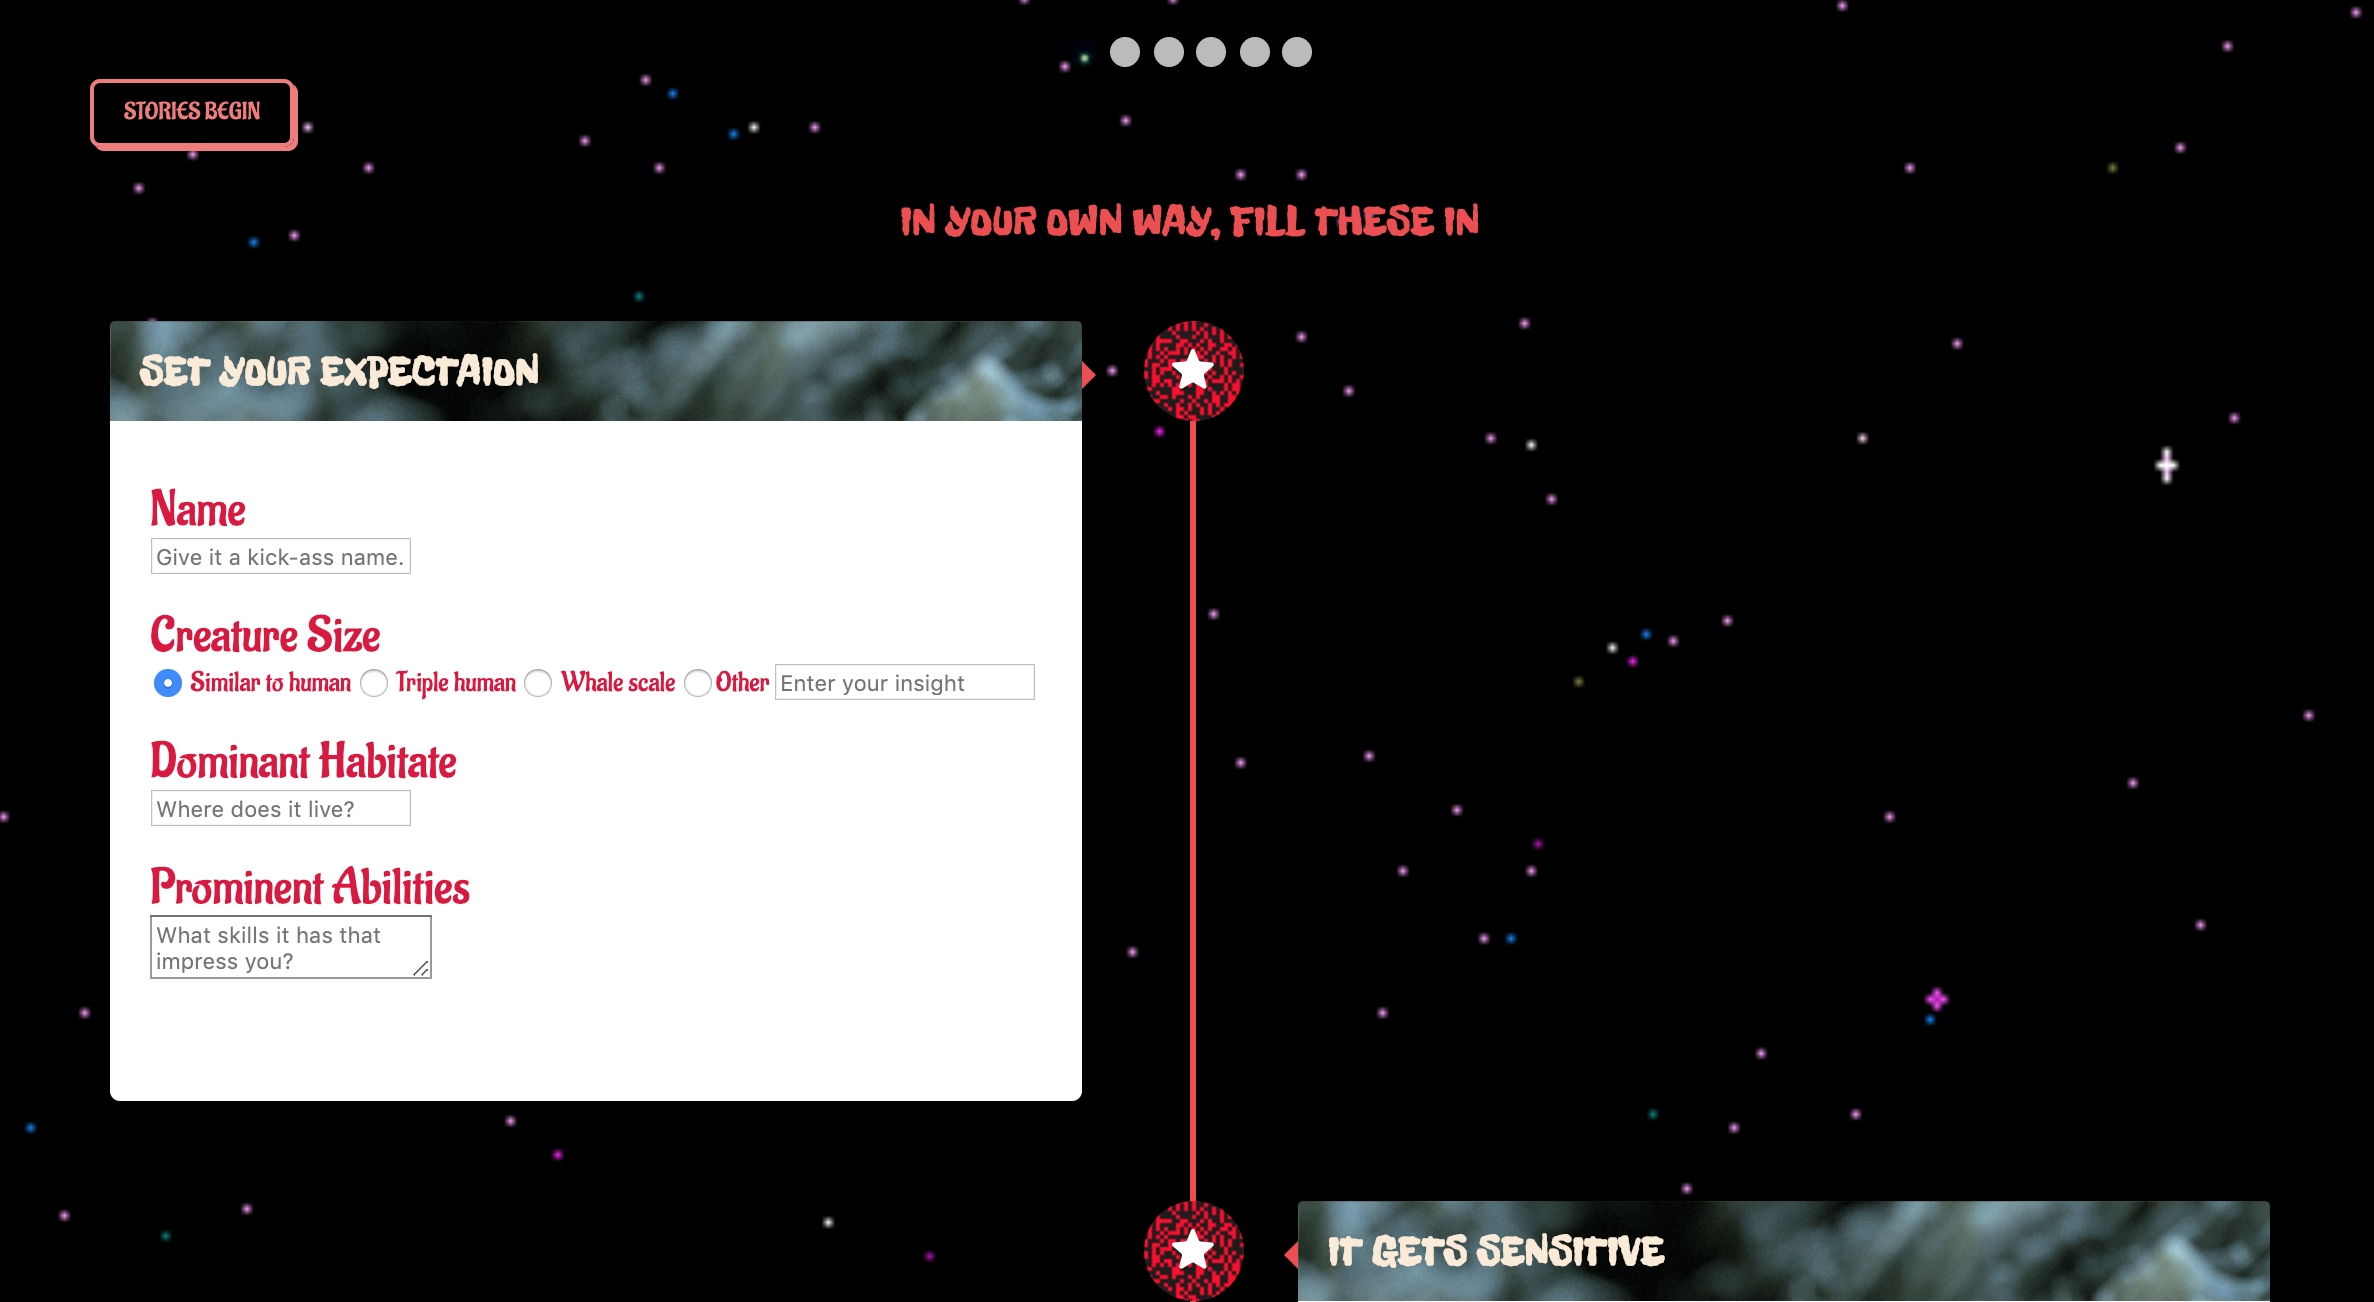 STORIES BEGIN
IN YOUR OWN WAY, FILL THESE IN
SET YOUR EXPECTAION
Name
Give it a kick-ass name.
Creature Size
Similar to human Triple human Whale scale Other Enter your insight
Dominant Habitate
Where does it live?
Prominent Abilities
What skills it has that
impress you?
IT GETS SENSITIVE